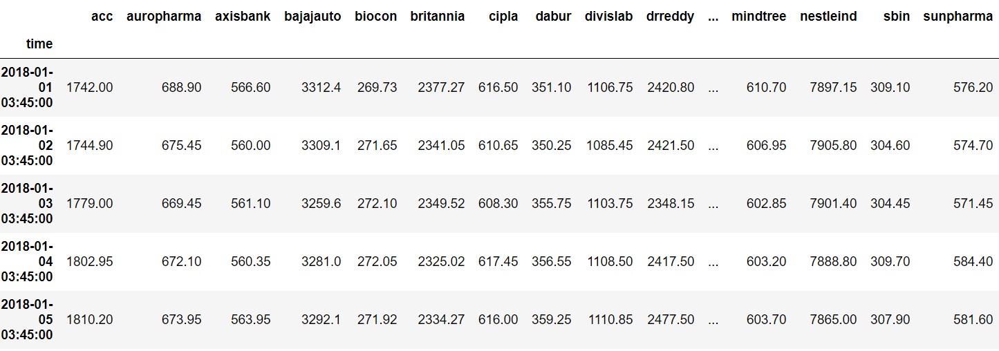 acc auropharma axisbank bajajauto biocon britannia cipla dabur divislab drreddy ... mindtree nestleind sbin sunpharma
time
2018-01-
01 1742.00 688.90 566.60 3312.4 269.73 2377.27 616.50 351.10 1106.75 2420.80 ... 610.70 7897.15 309.10 576.20
03:45:00
2018-01-
02 1744.90 675.45 560.00 3309.1 271.65 2341.05 610.65 350.25 1085.45 2421.50 ... 606.95 7905.80 304.60 574.70
03:45:00
2018-01-
03 1779.00 669.45 561.10 3259.6 272.10 2349.52 608.30 355.75 1103.75 2348.15 ... 602.85 7901.40 304.45 571.45
03:45:00
2018-01-
04 1802.95 672.10 560.35 3281.0 272.05 2325.02 617.45 356.55 1108.50 2417.50 ... 603.20 7888.80 309.70 584.40
03:45:00
2018-01-
05 1810.20 673.95 563.95 3292.1 271.92 2334.27 616.00 359.25 1110.85 2477.50 ... 603.70 7865.00 307.90 581.60
03:45:00